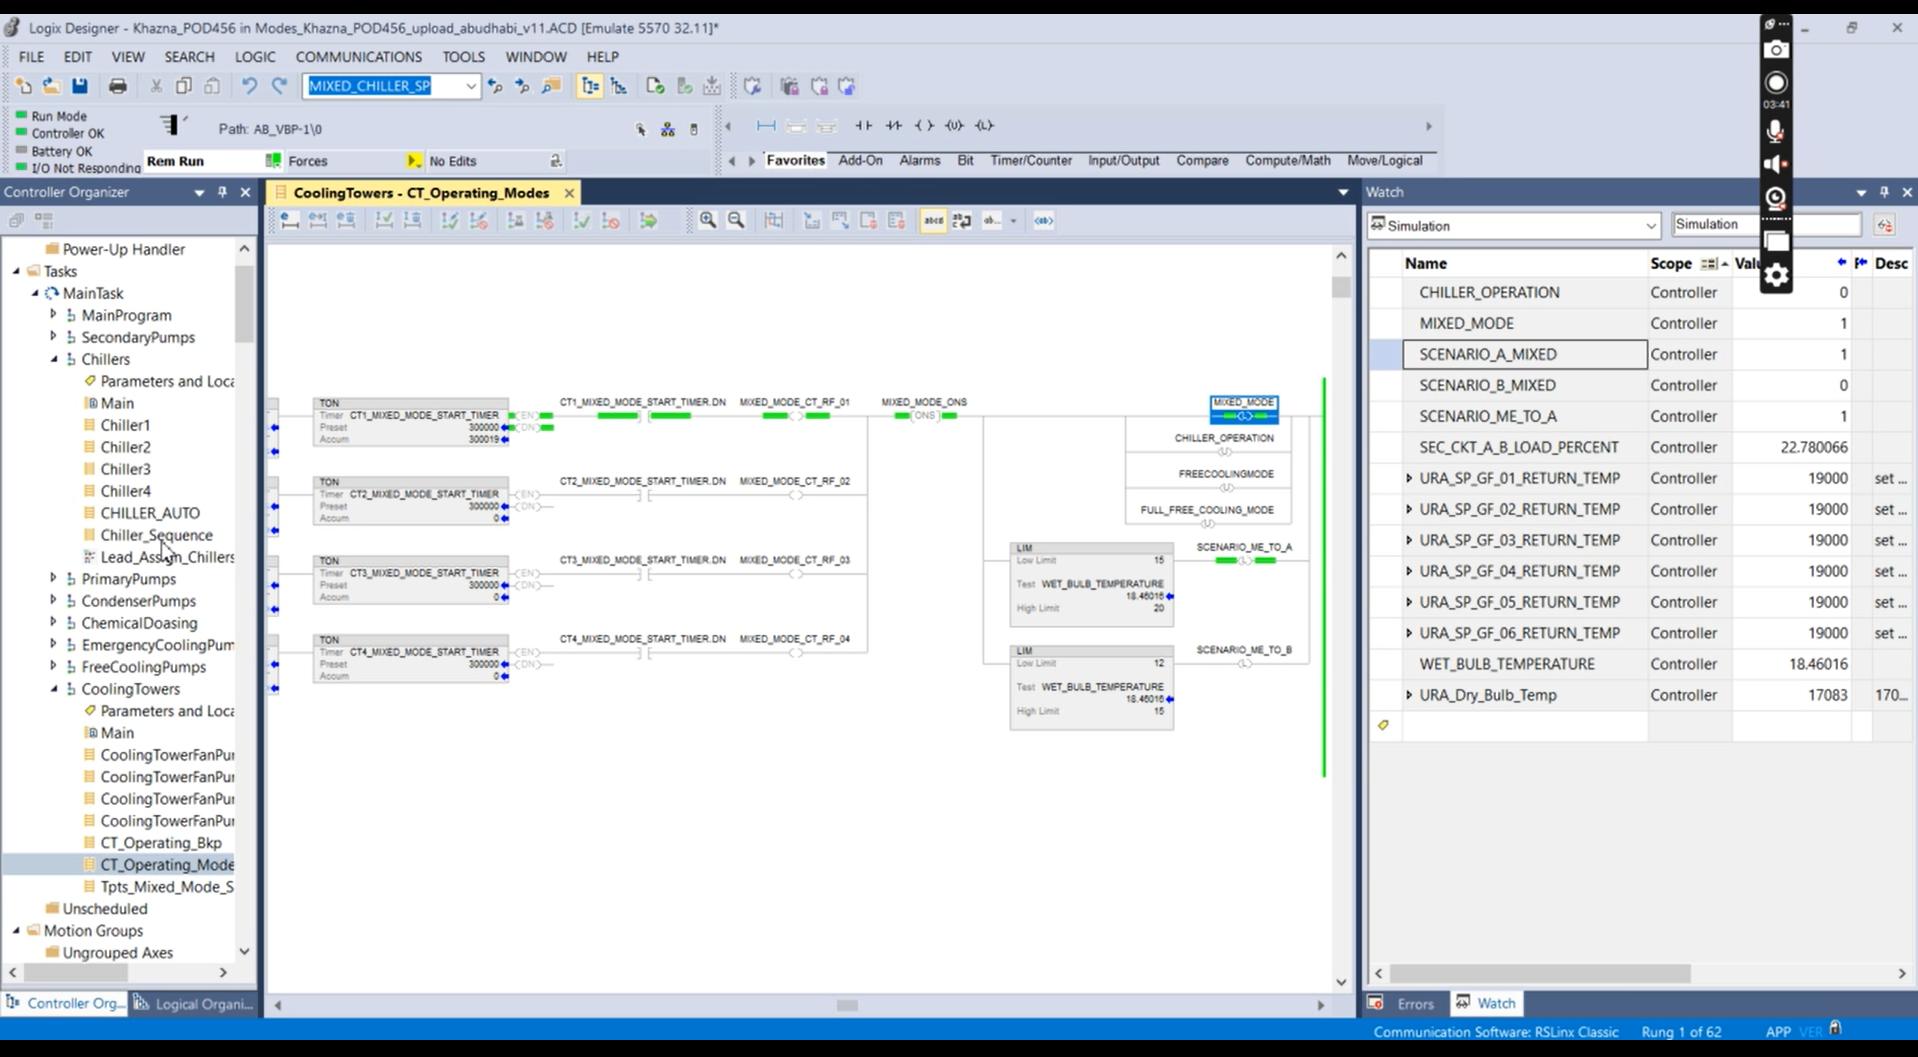 Logix Designer - Khazna_POD456 in Modes_Khazna_POD456_upload_abudhabi_v11.ACD [Emulate 5570 32.11]*
FILE EDIT VIEW SEARCH LOGIC COMMUNICATIONS TOOLS WINDOW HELP
MIXED_CHILLER_SP
Run Mode
Controller OK
Battery OK
I/O Not Responding
Path: AB_VBP-1\0
Rem Run Forces No Edits
Favorites Add-On Alarms Bit Timer/Counter Input/Output Compare Compute/Math Move/Logical
03:41
Controller Organizer
Power-Up Handler
Tasks
MainTask
MainProgram
SecondaryPumps
Chillers
Parameters and Loca
Main
Chiller1
Chiller2
Chiller3
Chiller4
CHILLER_AUTO
Chiller_Sequence
Lead_Assign_Chillers
PrimaryPumps
CondenserPumps
ChemicalDoasing
EmergencyCoolingPum
FreeCoolingPumps
CoolingTowers
Parameters and Loca
Main
CoolingTowerFanPur
CoolingTowerFanPur
CoolingTowerFanPur
CoolingTowerFanPur
CT_Operating_Bkp
CT_Operating_Mode
Tpts_Mixed_Mode_S
Unscheduled
Motion Groups
Ungrouped Axes
Controller Org... Logical Organi...
CoolingTowers - CT_Operating_Modes
TON
Timer CT1_MIXED_MODE_START_TIMER
Preset 300000
Accum 300019
EN
DN
CT1_MIXED_MODE_START_TIMER.DN
MIXED_MODE_CT_RF_01
MIXED_MODE_ONS
ONS
MIXED_MODE
L
CHILLER_OPERATION
U
FREECOOLINGMODE
U
FULL_FREE_COOLING_MODE
U
TON
Timer CT2_MIXED_MODE_START_TIMER
Preset 300000
Accum 0
EN
DN
CT2_MIXED_MODE_START_TIMER.DN
MIXED_MODE_CT_RF_02
TON
Timer CT3_MIXED_MODE_START_TIMER
Preset 300000
Accum 0
EN
DN
CT3_MIXED_MODE_START_TIMER.DN
MIXED_MODE_CT_RF_03
TON
Timer CT4_MIXED_MODE_START_TIMER
Preset 300000
Accum 0
EN
DN
CT4_MIXED_MODE_START_TIMER.DN
MIXED_MODE_CT_RF_04
LIM
Low Limit 15
Test WET_BULB_TEMPERATURE
18.46016
High Limit 20
SCENARIO_ME_TO_A
L
LIM
Low Limit 12
Test WET_BULB_TEMPERATURE
18.46016
High Limit 15
SCENARIO_ME_TO_B
L
Watch
Simulation Simulation
Name Scope Desc
CHILLER_OPERATION Controller 0
MIXED_MODE Controller 1
SCENARIO_A_MIXED Controller 1
SCENARIO_B_MIXED Controller 0
SCENARIO_ME_TO_A Controller 1
SEC_CKT_A_B_LOAD_PERCENT Controller 22.780066
URA_SP_GF_01_RETURN_TEMP Controller 19000 set ...
URA_SP_GF_02_RETURN_TEMP Controller 19000 set ...
URA_SP_GF_03_RETURN_TEMP Controller 19000 set ...
URA_SP_GF_04_RETURN_TEMP Controller 19000 set ...
URA_SP_GF_05_RETURN_TEMP Controller 19000 set ...
URA_SP_GF_06_RETURN_TEMP Controller 19000 set ...
WET_BULB_TEMPERATURE Controller 18.46016
URA_Dry_Bulb_Temp Controller 17083 170...
Errors Watch
Communication Software: RSLinx Classic Rung 1 of 62 APP VER